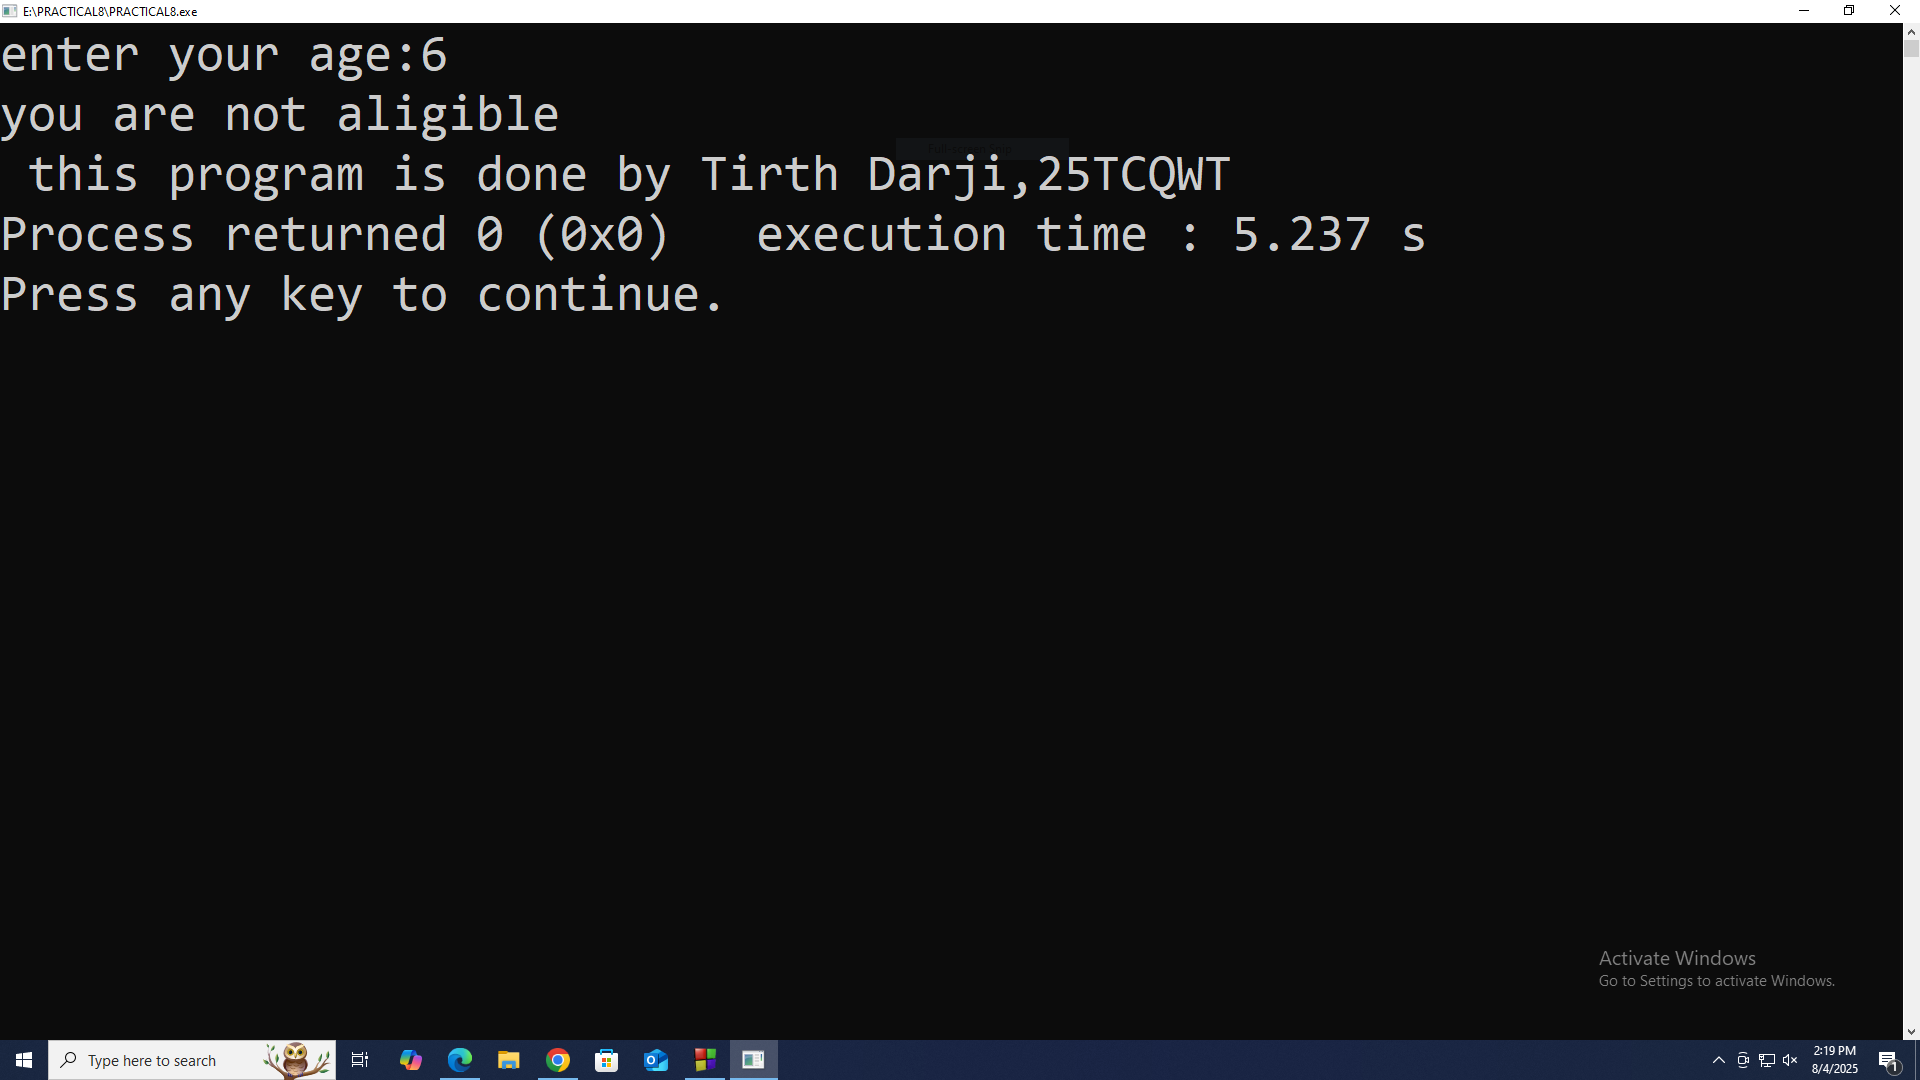 E:\PRACTICAL8\PRACTICAL8.exe
enter your age:6
you are not aligible
this program is done by Tirth Darji,25TCQWT
Process returned 0 (0x0)   execution time : 5.237 s
Press any key to continue.
Activate Windows
Go to Settings to activate Windows.
Type here to search
2:19 PM
8/4/2025
1